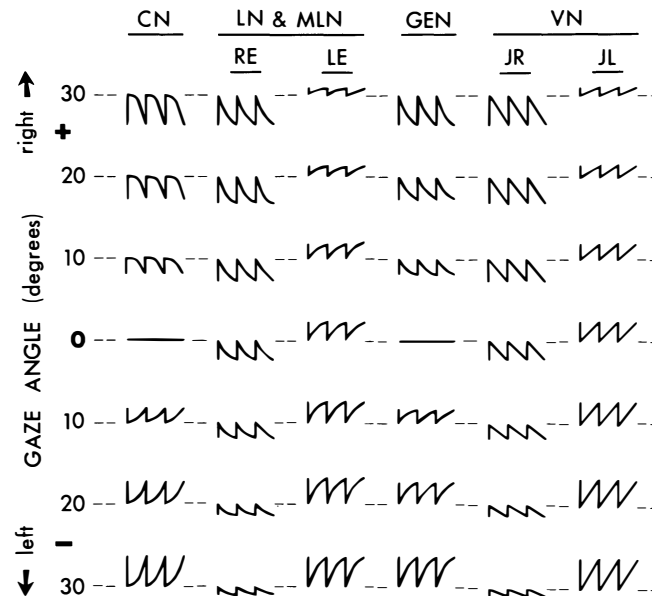 CN LN & MLN GEN VN
RE LE JR JL
right
+
30
20
10
0
10
20
30
GAZE ANGLE (degrees)
−
left